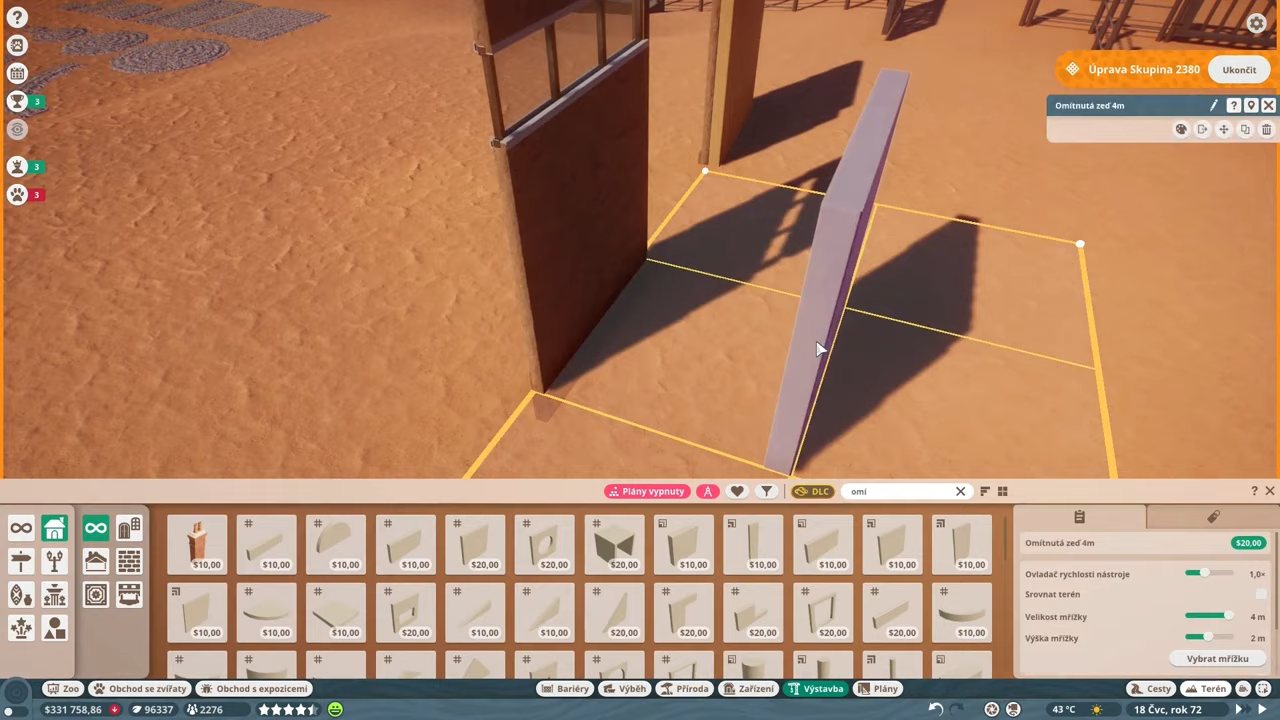 ?
3
3
3
Úprava Skupina 2380
Ukončit
Omítnutá zeď 4m
?
Plány vypnuty
DLC
omí
?
$10,00 $10,00 $10,00 $10,00 $20,00 $20,00 $20,00 $10,00 $10,00 $10,00 $10,00 $10,00
$10,00 $10,00 $10,00 $20,00 $10,00 $10,00 $20,00 $20,00 $20,00 $20,00 $20,00 $10,00
Omítnutá zeď 4m $20,00
Ovladač rychlosti nástroje 1,0×
Srovnat terén
Velikost mřížky 4 m
Výška mřížky 2 m
Vybrat mřížku
Zoo Obchod se zvířaty Obchod s expozicemi Bariéry Výběh Příroda Zařízení Výstavba Plány Cesty Terén
$331 758,86 96337 2276 43 °C 18 Čvc, rok 72